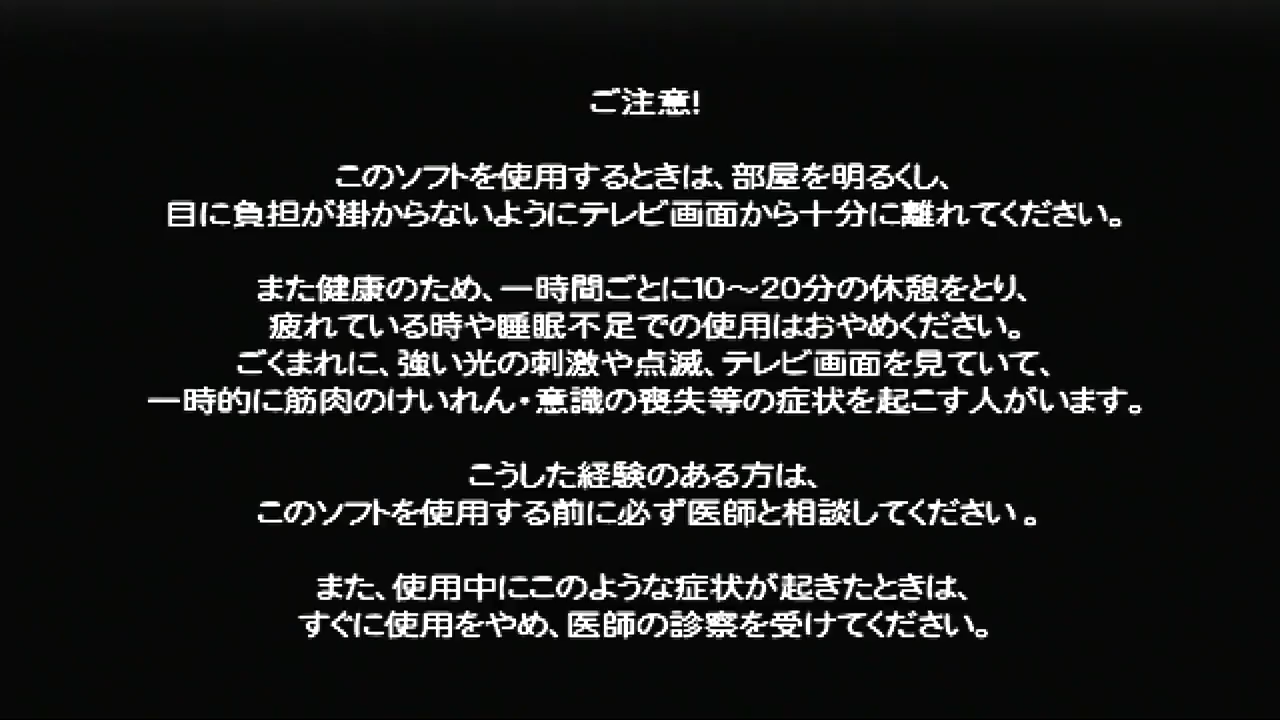 ご注意!
このソフトを使用するときは、部屋を明るくし、
目に負担が掛からないようにテレビ画面から十分に離れてください。
また健康のため、一時間ごとに10～20分の休憩をとり、
疲れている時や睡眠不足での使用はおやめください。
ごくまれに、強い光の刺激や点滅、テレビ画面を見ていて、
一時的に筋肉のけいれん・意識の喪失等の症状を起こす人がいます。
こうした経験のある方は、
このソフトを使用する前に必ず医師と相談してください。
また、使用中にこのような症状が起きたときは、
すぐに使用をやめ、医師の診察を受けてください。